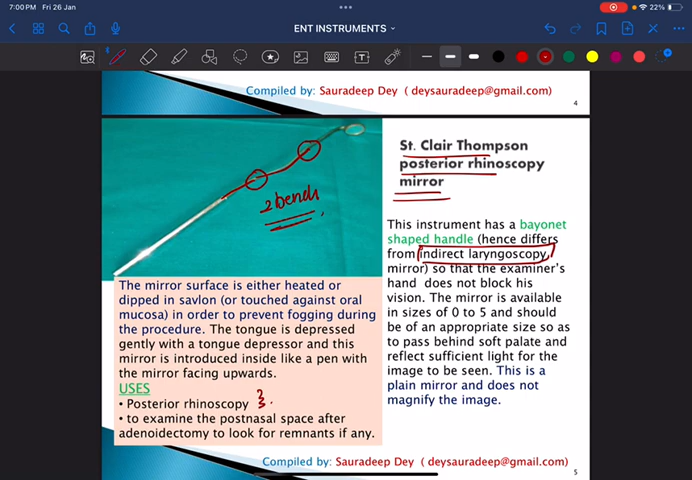 7:00 PM Fri 26 Jan
22%
ENT INSTRUMENTS
Compiled by: Sauradeep Dey ( deysauradeep@gmail.com)
4
2 bends
St. Clair Thompson
posterior rhinoscopy
mirror
This instrument has a bayonet
shaped handle (hence differs
from indirect laryngoscopy
mirror) so that the examiner's
hand does not block his
vision. The mirror is available
in sizes of 0 to 5 and should
be of an appropriate size so as
to pass behind soft palate and
reflect sufficient light for the
image to be seen. This is a
plain mirror and does not
magnify the image.
The mirror surface is either heated or
dipped in savlon (or touched against oral
mucosa) in order to prevent fogging during
the procedure. The tongue is depressed
gently with a tongue depressor and this
mirror is introduced inside like a pen with
the mirror facing upwards.
USES
• Posterior rhinoscopy
• to examine the postnasal space after
adenoidectomy to look for remnants if any.
Compiled by: Sauradeep Dey ( deysauradeep@gmail.com)
5